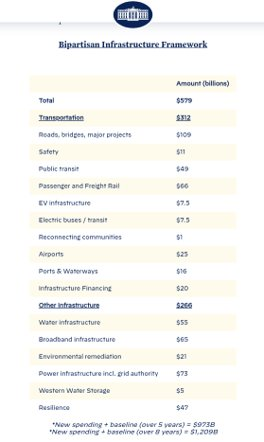 Bipartisan Infrastructure Framework
Amount (billions)
Total $579
Transportation $312
Roads, bridges, major projects $109
Safety $11
Public transit $49
Passenger and Freight Rail $66
EV infrastructure $7.5
Electric buses / transit $7.5
Reconnecting communities $1
Airports $25
Ports & Waterways $16
Infrastructure Financing $20
Other Infrastructure $266
Water infrastructure $55
Broadband infrastructure $65
Environmental remediation $21
Power infrastructure incl. grid authority $73
Western Water Storage $5
Resilience $47
*New spending + baseline (over 5 years) = $973B
*New spending + baseline (over 8 years) = $1,209B